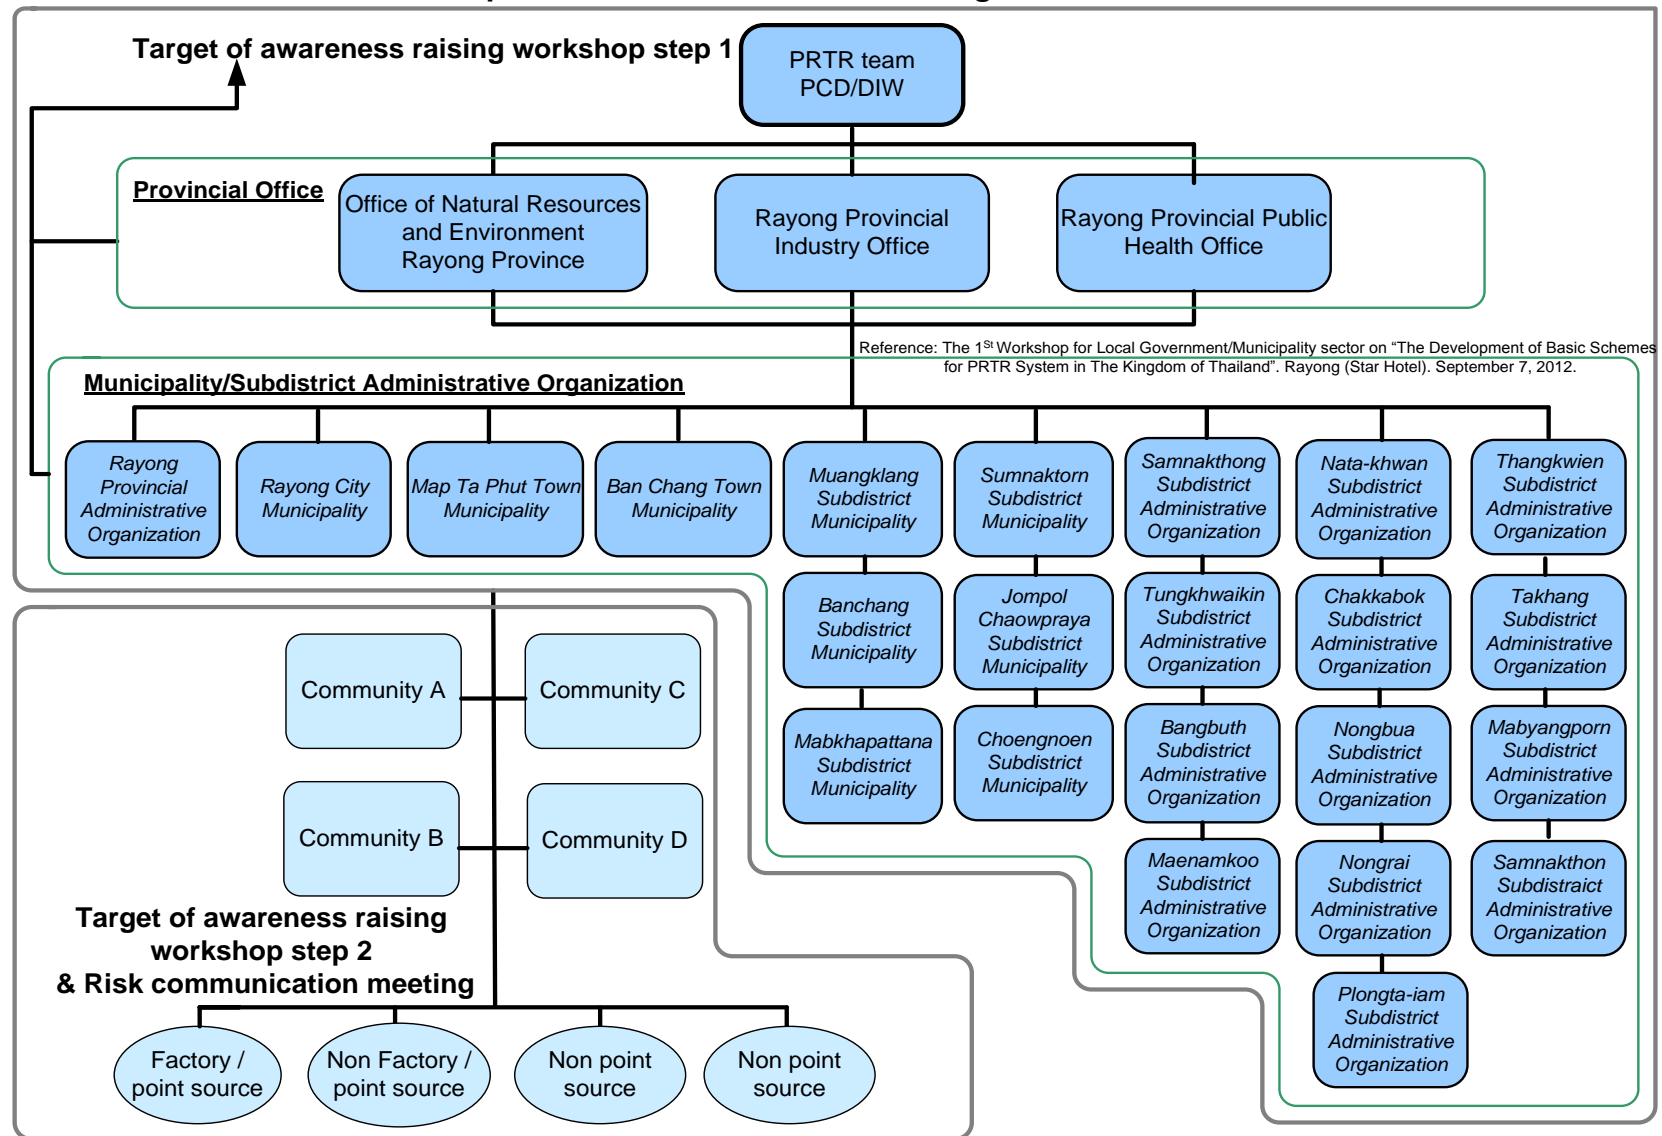 Target of awareness raising workshop step 1
PRTR team
PCD/DIW
Provincial Office
Office of Natural Resources
and Environment
Rayong Province
Rayong Provincial
Industry Office
Rayong Provincial Public
Health Office
Reference: The 1St Workshop for Local Government/Municipality sector on “The Development of Basic Schemes
for PRTR System in The Kingdom of Thailand”. Rayong (Star Hotel). September 7, 2012.
Municipality/Subdistrict Administrative Organization
Rayong
Provincial
Administrative
Organization
Rayong City
Municipality
Map Ta Phut Town
Municipality
Ban Chang Town
Municipality
Muangklang
Subdistrict
Municipality
Sumnaktorn
Subdistrict
Municipality
Samnakthong
Subdistrict
Administrative
Organization
Nata-khwan
Subdistrict
Administrative
Organization
Thangkwien
Subdistrict
Administrative
Organization
Banchang
Subdistrict
Municipality
Jompol
Chaowpraya
Subdistrict
Municipality
Tungkhwaikin
Subdistrict
Administrative
Organization
Chakkabok
Subdistrict
Administrative
Organization
Takhang
Subdistrict
Administrative
Organization
Mabkhapattana
Subdistrict
Municipality
Choengnoen
Subdistrict
Municipality
Bangbuth
Subdistrict
Administrative
Organization
Nongbua
Subdistrict
Administrative
Organization
Mabyangporn
Subdistrict
Administrative
Organization
Maenamkoo
Subdistrict
Administrative
Organization
Nongrai
Subdistrict
Administrative
Organization
Samnakthon
Subdistraict
Administrative
Organization
Plongta-iam
Subdistrict
Administrative
Organization
Community A
Community C
Community B
Community D
Target of awareness raising
workshop step 2
& Risk communication meeting
Factory /
point source
Non Factory /
point source
Non point
source
Non point
source